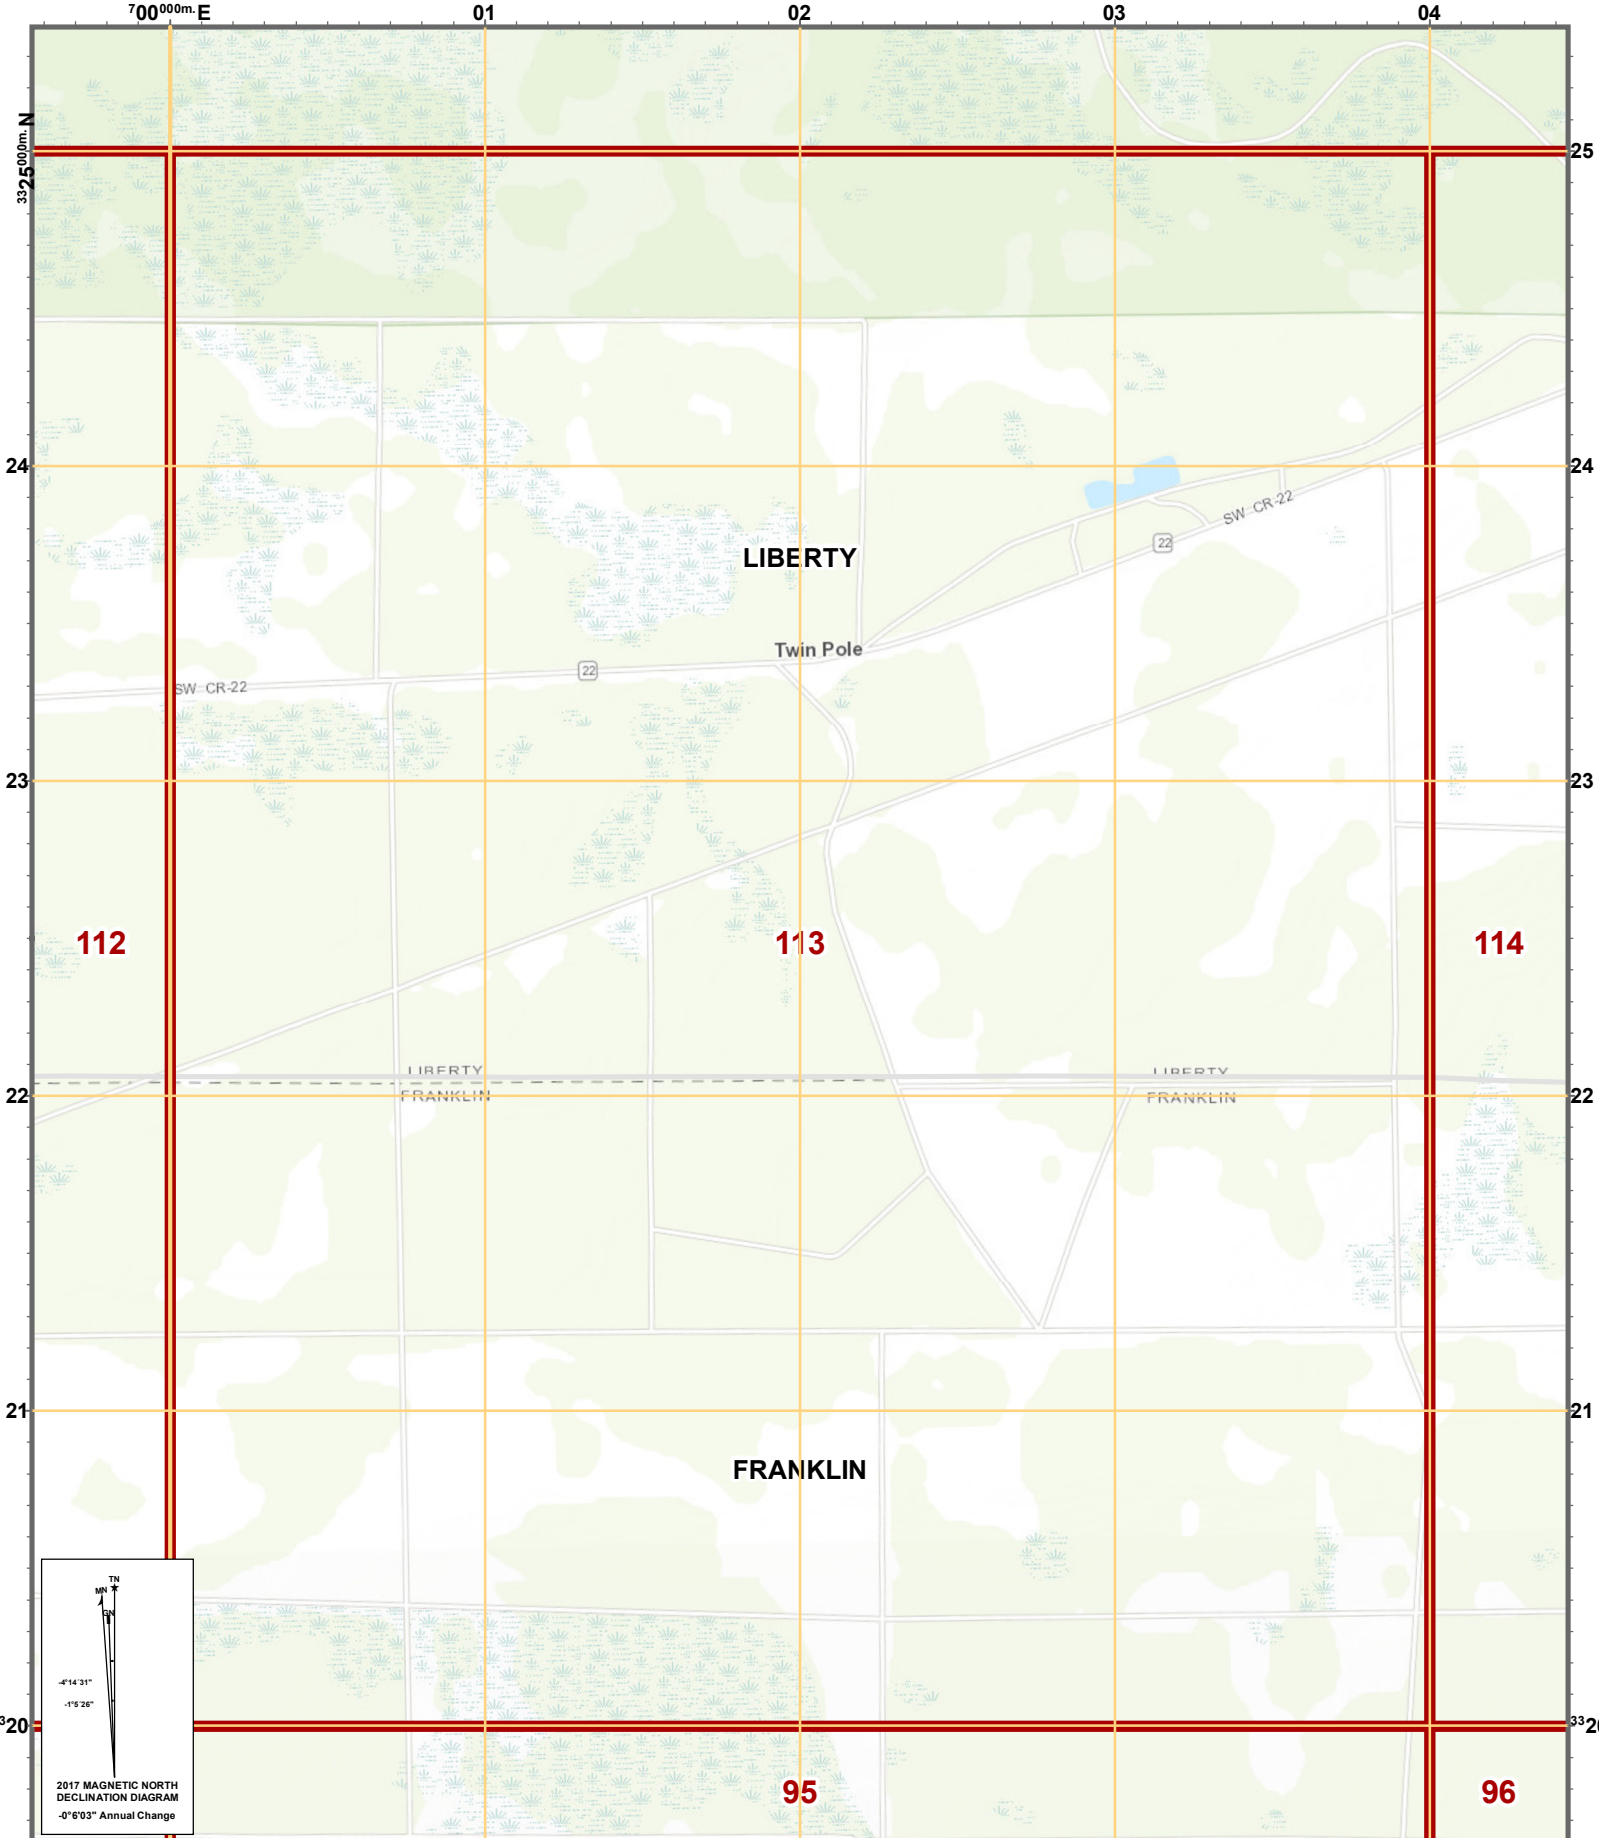 700000m. E 01 02 03 04
3325000m. N
25
24 24
LIBERTY
SW CR-22
22
Twin Pole
22
SW CR-22
23 23
112 113 114
LIBERTY LIBERTY
22 22
FRANKLIN FRANKLIN
21 21
FRANKLIN
TN
MN
GN
-4°14'31"
-1°5'26"
3320 3320
2017 MAGNETIC NORTH
DECLINATION DIAGRAM
-0°6'03" Annual Change
95 96